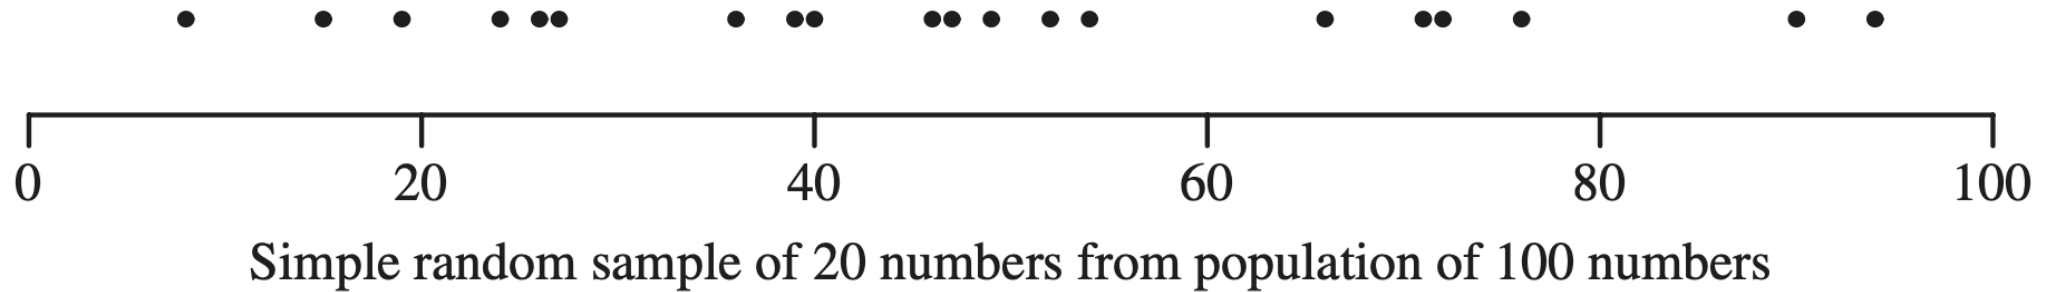 0 20 40 60 80 100
Simple random sample of 20 numbers from population of 100 numbers